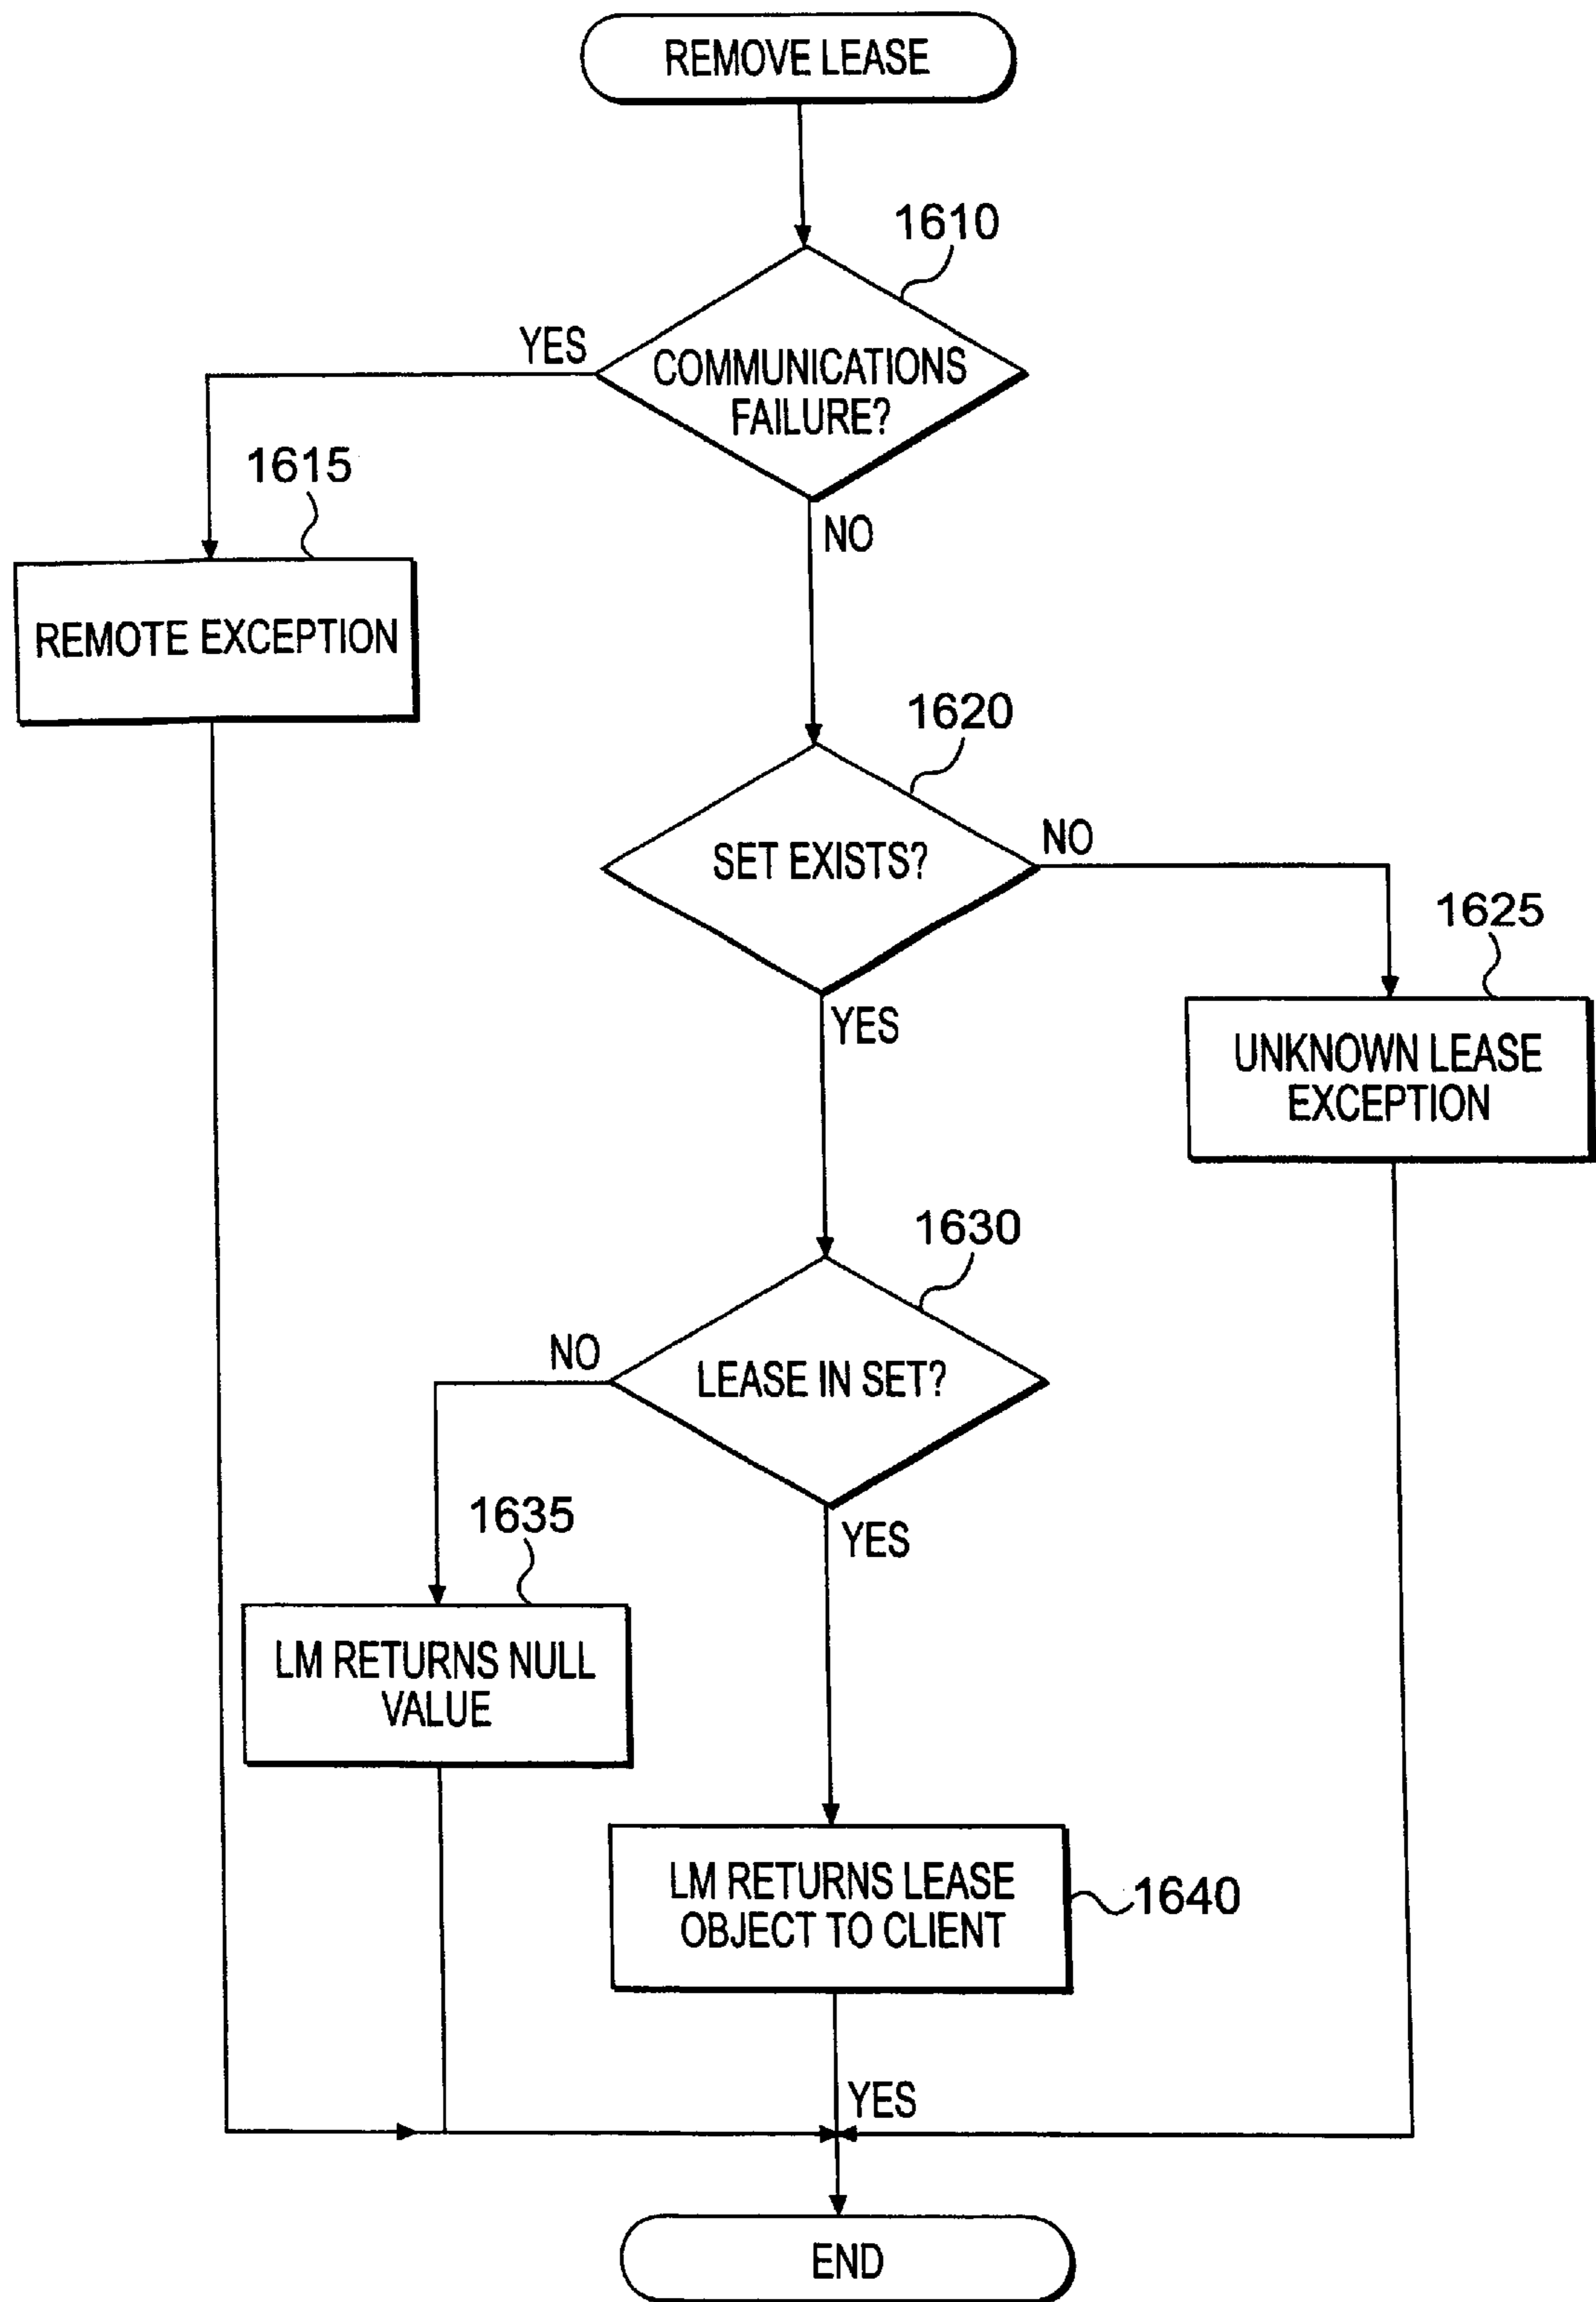 REMOVE LEASE
1610
YES
COMMUNICATIONS
FAILURE?
1615
NO
REMOTE EXCEPTION
1620
NO
SET EXISTS?
1625
YES
UNKNOWN LEASE
EXCEPTION
1630
NO
LEASE IN SET?
1635
YES
LM RETURNS NULL
VALUE
LM RETURNS LEASE
OBJECT TO CLIENT
1640
YES
END